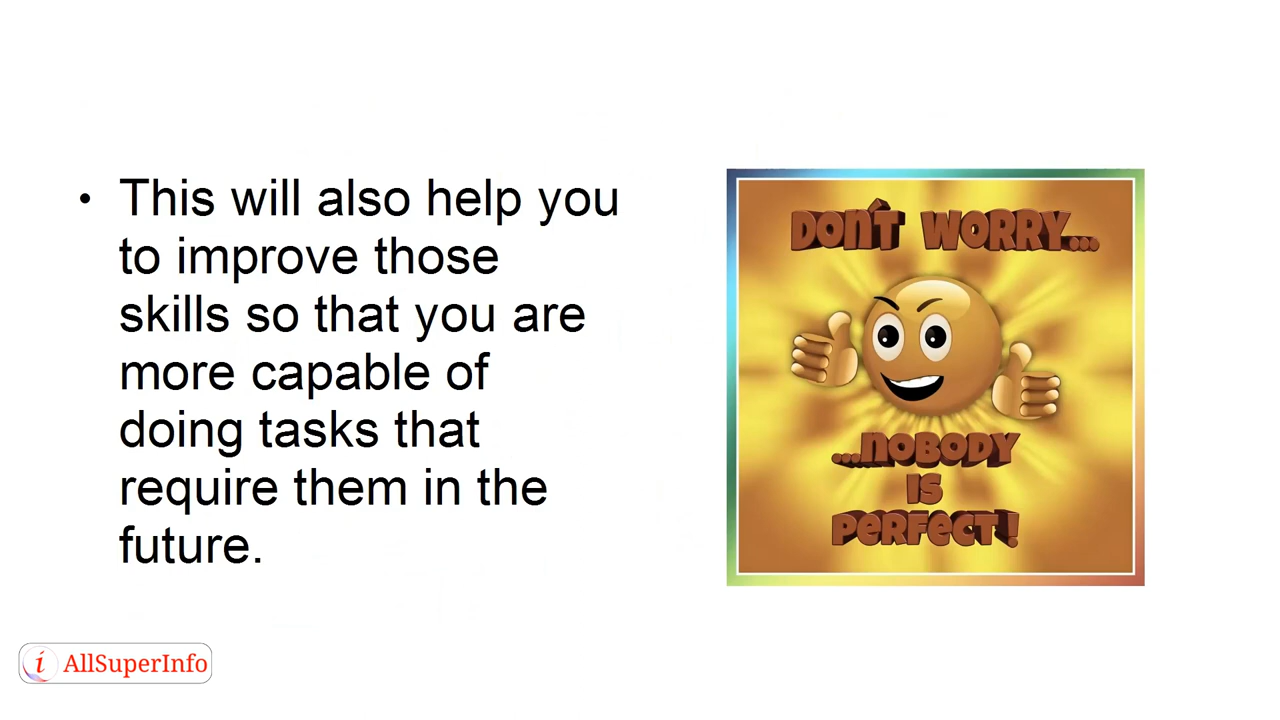 • This will also help you
to improve those
skills so that you are
more capable of
doing tasks that
require them in the
future.
DON'T WORRY...
...NOBODY
IS
PERFECT!
i AllSuperInfo